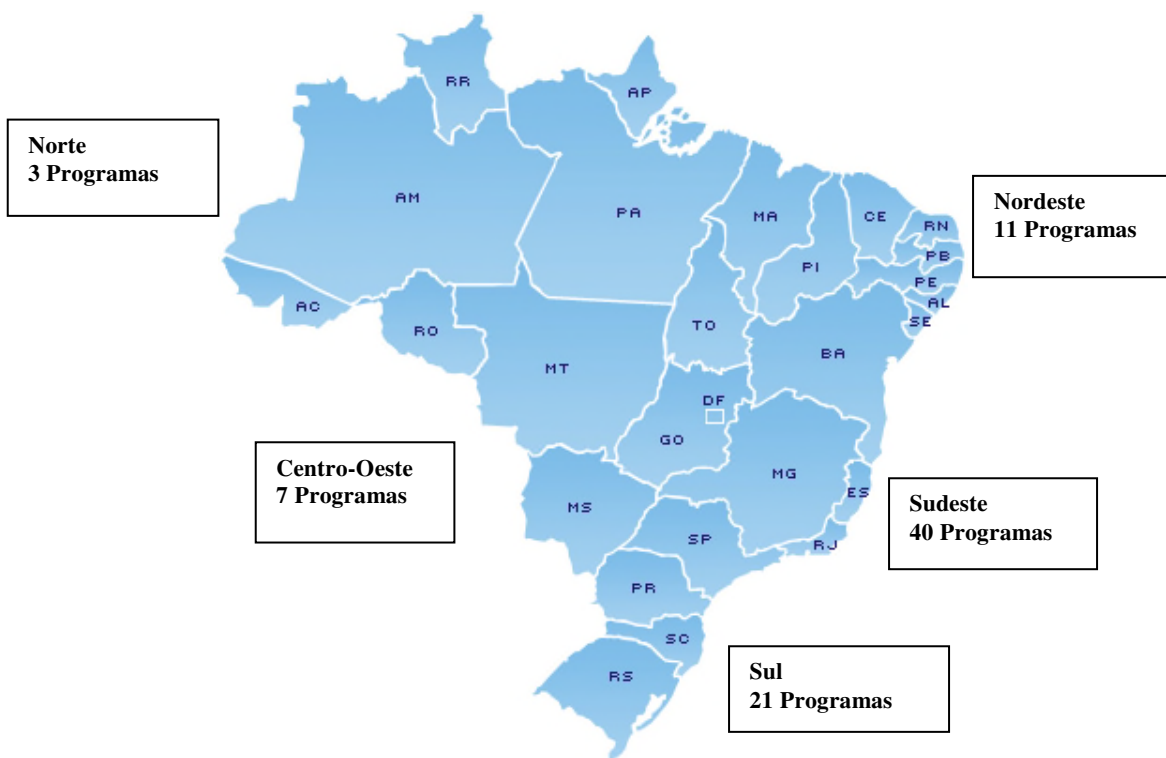 RR
AP
Norte
3 Programas
AM
PA
MA
CE
RN
Nordeste
11 Programas
PB
PI
PE
AL
SE
AC
RO
TO
BA
MT
DF
GO
Centro-Oeste
7 Programas
MG
ES
Sudeste
40 Programas
MS
SP
RJ
PR
SC
Sul
21 Programas
RS